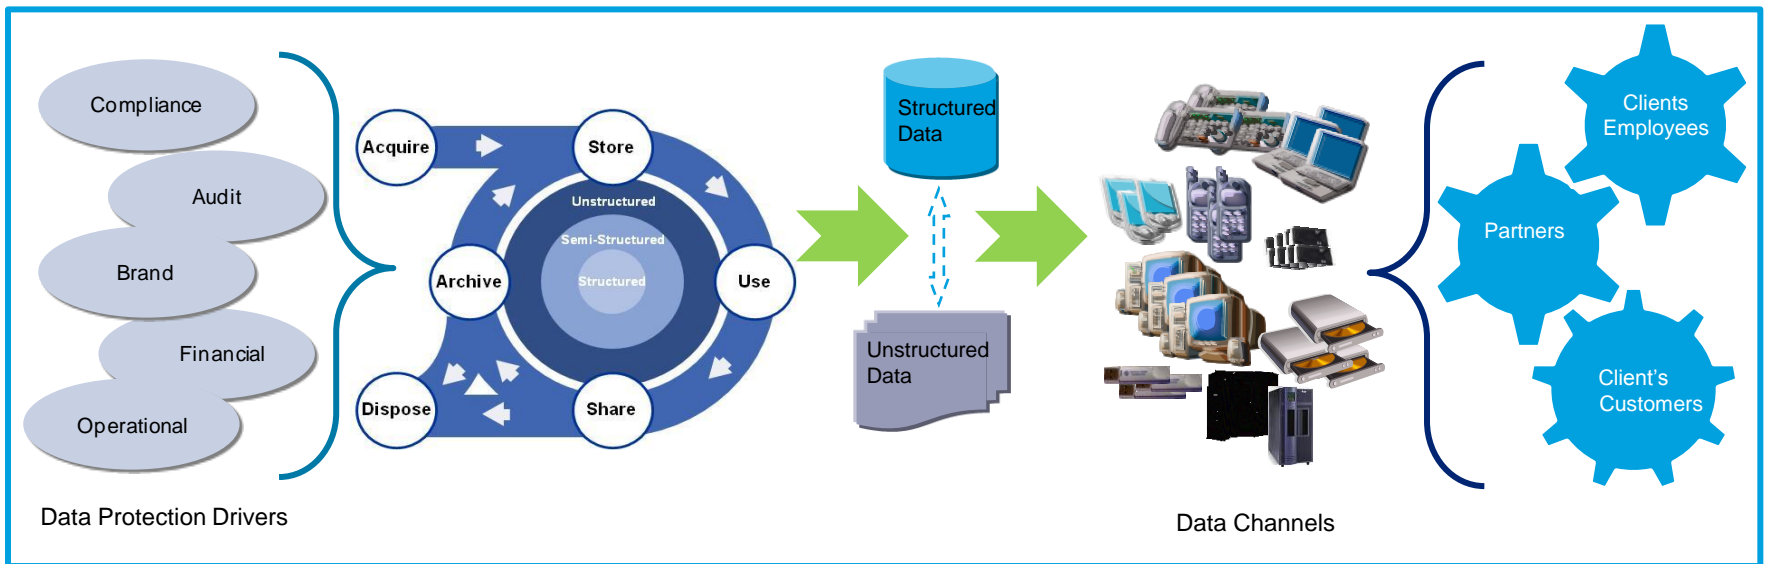 Compliance
Audit
Brand
Financial
Operational
Data Protection Drivers
Acquire
Store
Unstructured
Semi-Structured
Structured
Archive
Use
Dispose
Share
Structured
Data
Unstructured
Data
Data Channels
Clients
Employees
Partners
Client's
Customers